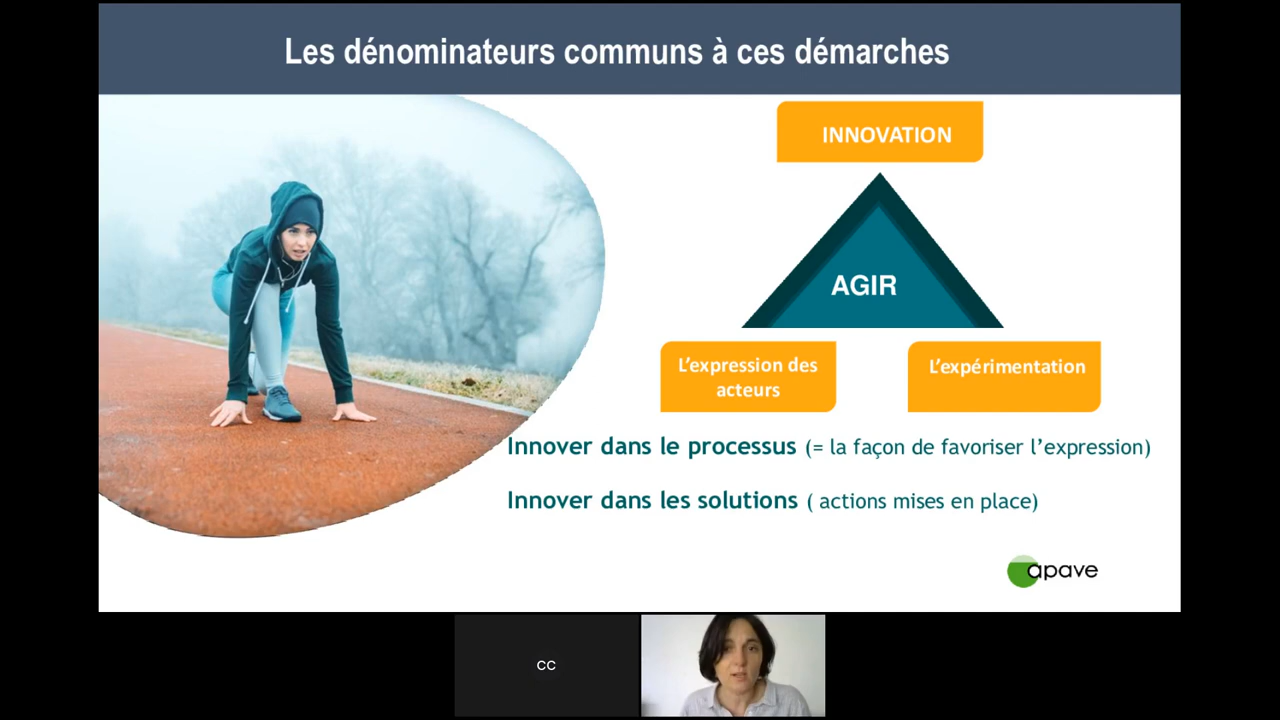 Les dénominateurs communs à ces démarches
INNOVATION
AGIR
L'expression des
acteurs
L'expérimentation
Innover dans le processus (= la façon de favoriser l'expression)
Innover dans les solutions ( actions mises en place)
apave
CC